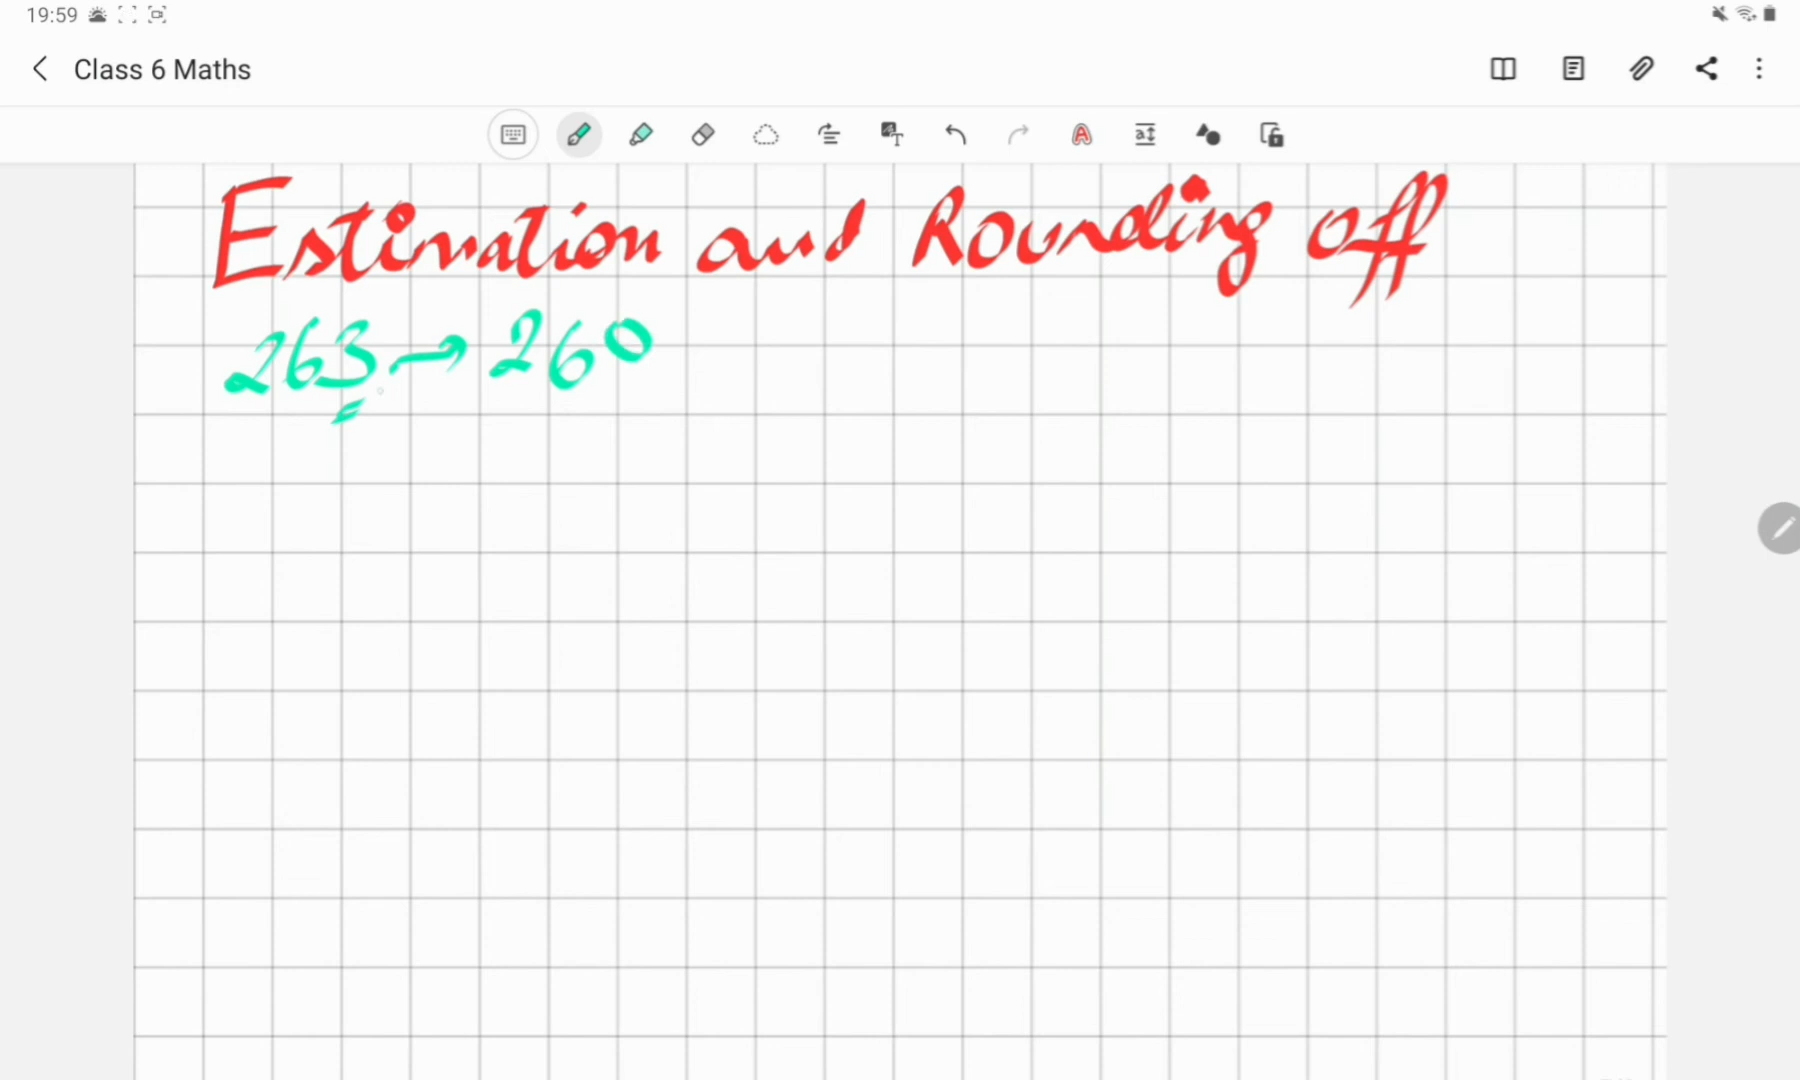 19:59
Class 6 Maths
Estimation and Rounding off
263 → 260